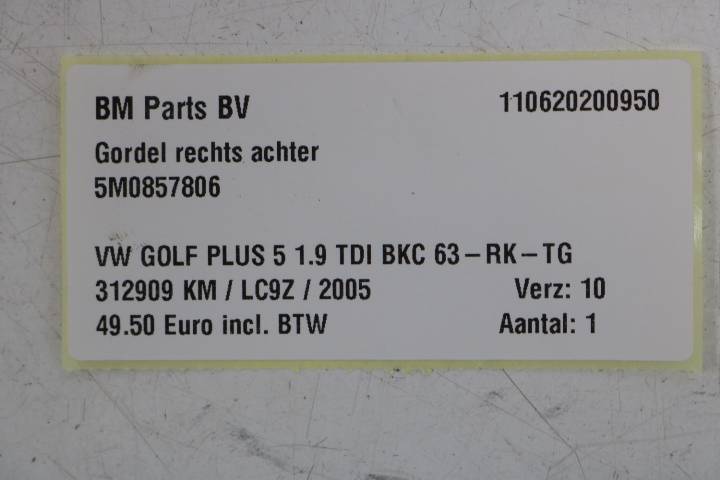 BM Parts BV 110620200950
Gordel rechts achter
5M0857806
VW GOLF PLUS 5 1.9 TDI BKC 63-RK-TG
312909 KM / LC9Z / 2005 Verz: 10
49.50 Euro incl. BTW Aantal: 1